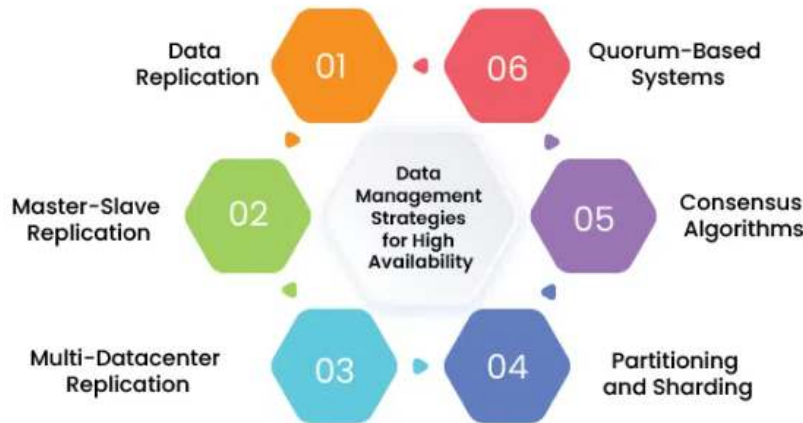 Data
Replication
01
06
Quorum-Based
Systems
Master-Slave
Replication
02
Data
Management
Strategies
for High
Availability
05
Consensus
Algorithms
Multi-Datacenter
Replication
03
04
Partitioning
and Sharding